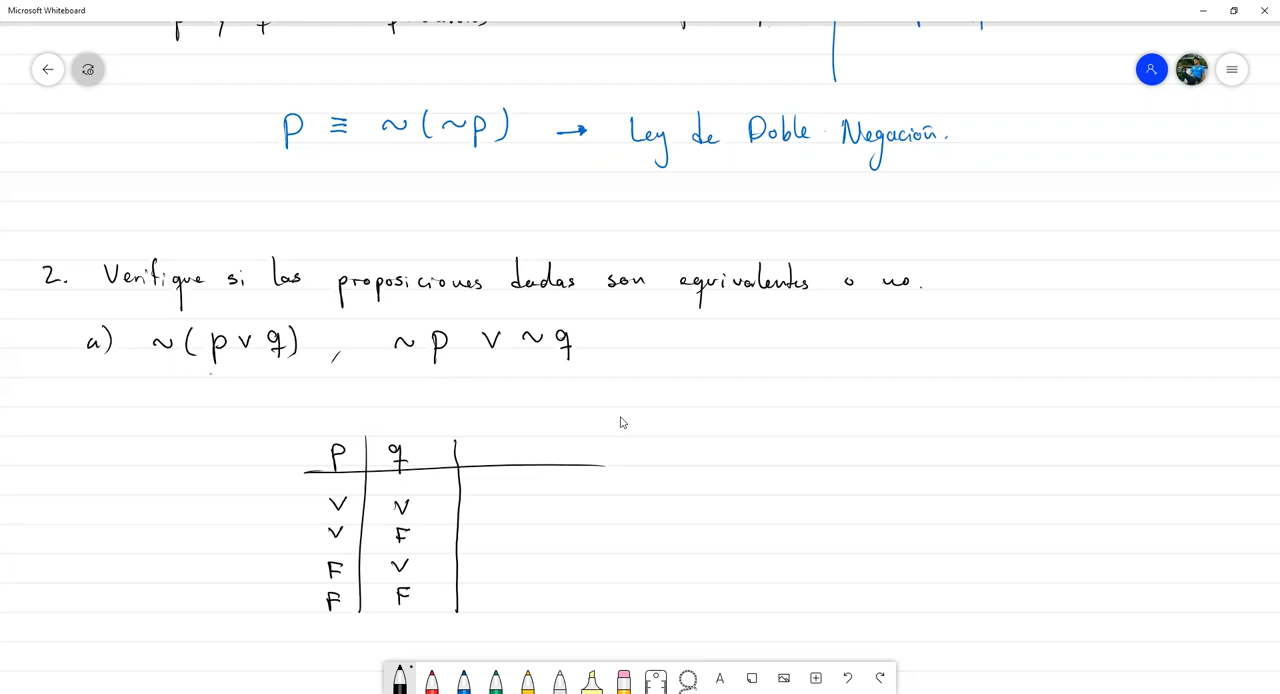 Microsoft Whiteboard
p ≡ ~(~p) → Ley de Doble Negación.
2. Verifique si las proposiciones dadas son equivalentes o no.
a) ~(p ∨ q) , ~p ∨ ~q
p q
V V
V F
F V
F F
A